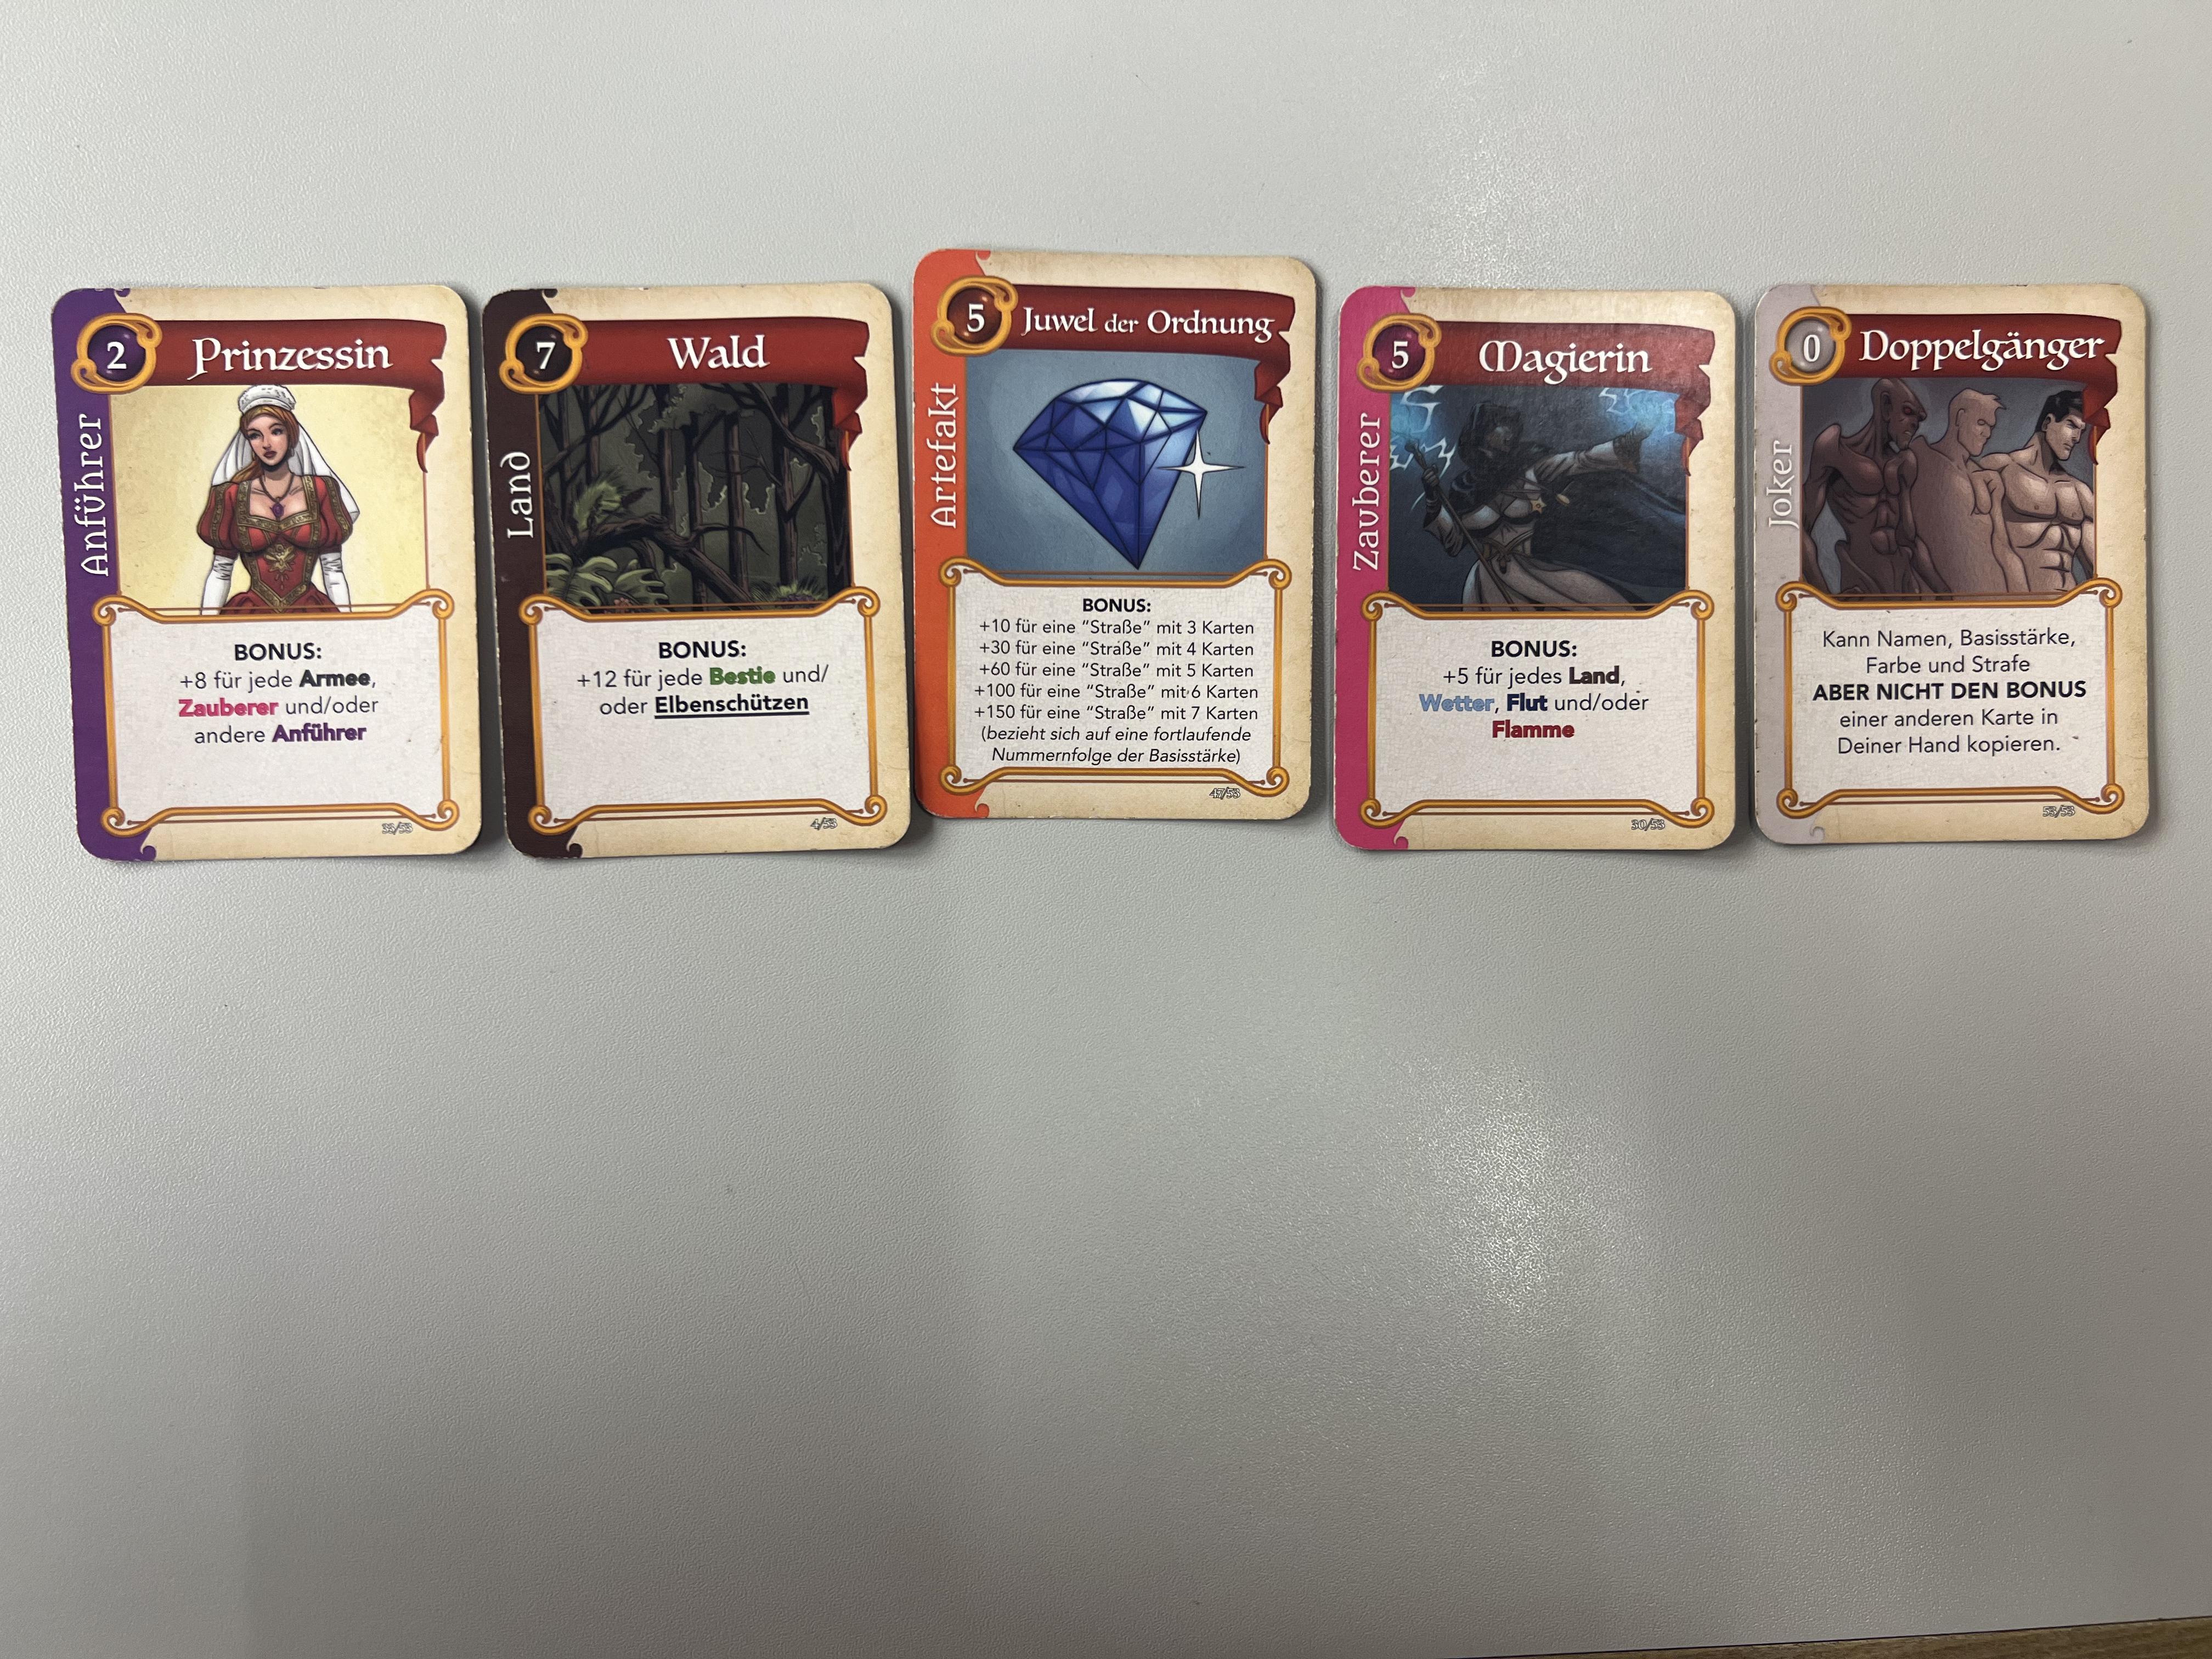 2
Prinzessin
Anführer
BONUS:
+8 für jede Armee,
Zauberer und/oder
andere Anführer
35/53
7
Wald
Land
BONUS:
+12 für jede Bestie und/
oder Elbenschützen
4/53
5
Juwel der Ordnung
Artefakt
BONUS:
+10 für eine "Straße" mit 3 Karten
+30 für eine "Straße" mit 4 Karten
+60 für eine "Straße" mit 5 Karten
+100 für eine "Straße" mit 6 Karten
+150 für eine "Straße" mit 7 Karten
(bezieht sich auf eine fortlaufende
Nummernfolge der Basisstärke)
47/53
5
Magierin
Zauberer
BONUS:
+5 für jedes Land,
Wetter, Flut und/oder
Flamme
30/53
0
Doppelgänger
Joker
Kann Namen, Basisstärke,
Farbe und Strafe
ABER NICHT DEN BONUS
einer anderen Karte in
Deiner Hand kopieren.
53/53